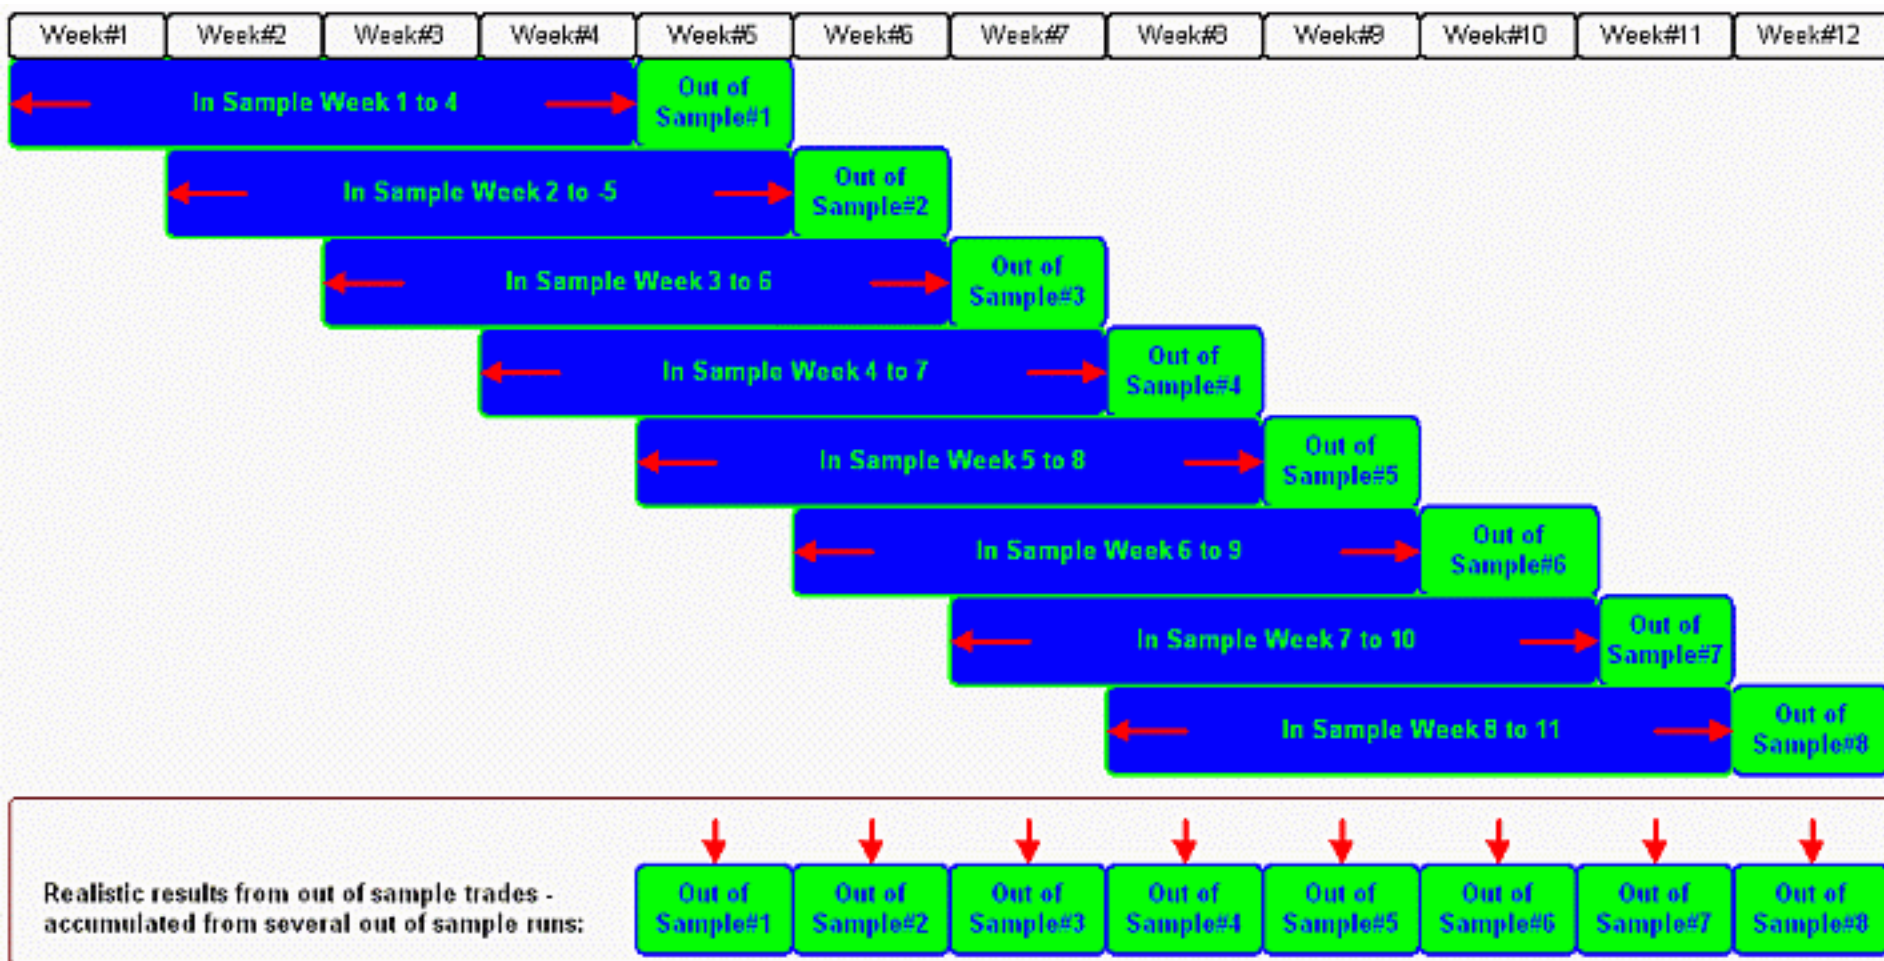 Week#1 Week#2 Week#3 Week#4 Week#5 Week#6 Week#7 Week#8 Week#9 Week#10 Week#11 Week#12
In Sample Week 1 to 4
Out of
Sample#1
In Sample Week 2 to -5
Out of
Sample#2
In Sample Week 3 to 6
Out of
Sample#3
In Sample Week 4 to 7
Out of
Sample#4
In Sample Week 5 to 8
Out of
Sample#5
In Sample Week 6 to 9
Out of
Sample#6
In Sample Week 7 to 10
Out of
Sample#7
In Sample Week 8 to 11
Out of
Sample#8
Realistic results from out of sample trades -
accumulated from several out of sample runs:
Out of
Sample#1
Out of
Sample#2
Out of
Sample#3
Out of
Sample#4
Out of
Sample#5
Out of
Sample#6
Out of
Sample#7
Out of
Sample#8